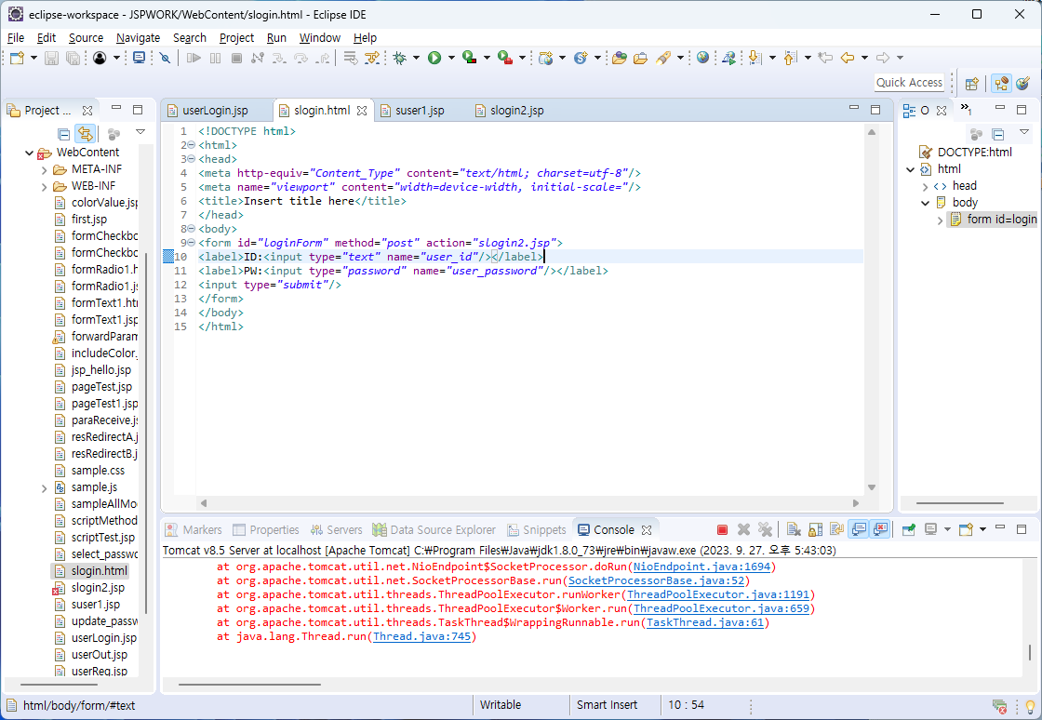 eclipse-workspace - JSPWORK/WebContent/slogin.html - Eclipse IDE
File Edit Source Navigate Search Project Run Window Help
Quick Access
Project ...
WebContent
META-INF
WEB-INF
colorValue.jsp
first.jsp
formCheckbo
formCheckbo
formRadio1.h
formRadio1.js
formText1.htr
formText1.jsp
forwardParam
includeColor.
jsp_hello.jsp
pageTest.jsp
pageTest1.jsp
paraReceive.js
resRedirectA.j
resRedirectB.j
sample.css
sample.js
sampleAllMo
scriptMethod
scriptTest.jsp
select_passwo
slogin.html
slogin2.jsp
suser1.jsp
update_passw
userLogin.jsp
userOut.jsp
userReg.jsp
userLogin.jsp slogin.html suser1.jsp slogin2.jsp
1 <!DOCTYPE html>
2 <html>
3 <head>
4 <meta http-equiv="Content_Type" content="text/html; charset=utf-8"/>
5 <meta name="viewport" content="width=device-width, initial-scale="/>
6 <title>Insert title here</title>
7 </head>
8 <body>
9 <form id="loginForm" method="post" action="slogin2.jsp">
10 <label>ID:<input type="text" name="user_id"/></label>
11 <label>PW:<input type="password" name="user_password"/></label>
12 <input type="submit"/>
13 </form>
14 </body>
15 </html>
O
1
DOCTYPE:html
html
head
body
form id=login
Markers Properties Servers Data Source Explorer Snippets Console
Tomcat v8.5 Server at localhost [Apache Tomcat] C:₩Program Files₩Java₩jdk1.8.0_73₩jre₩bin₩javaw.exe (2023. 9. 27. 오후 5:43:03)
at org.apache.tomcat.util.net.NioEndpoint$SocketProcessor.doRun(NioEndpoint.java:1694)
at org.apache.tomcat.util.net.SocketProcessorBase.run(SocketProcessorBase.java:52)
at org.apache.tomcat.util.threads.ThreadPoolExecutor.runWorker(ThreadPoolExecutor.java:1191)
at org.apache.tomcat.util.threads.ThreadPoolExecutor$Worker.run(ThreadPoolExecutor.java:659)
at org.apache.tomcat.util.threads.TaskThread$WrappingRunnable.run(TaskThread.java:61)
at java.lang.Thread.run(Thread.java:745)
html/body/form/#text Writable Smart Insert 10 : 54